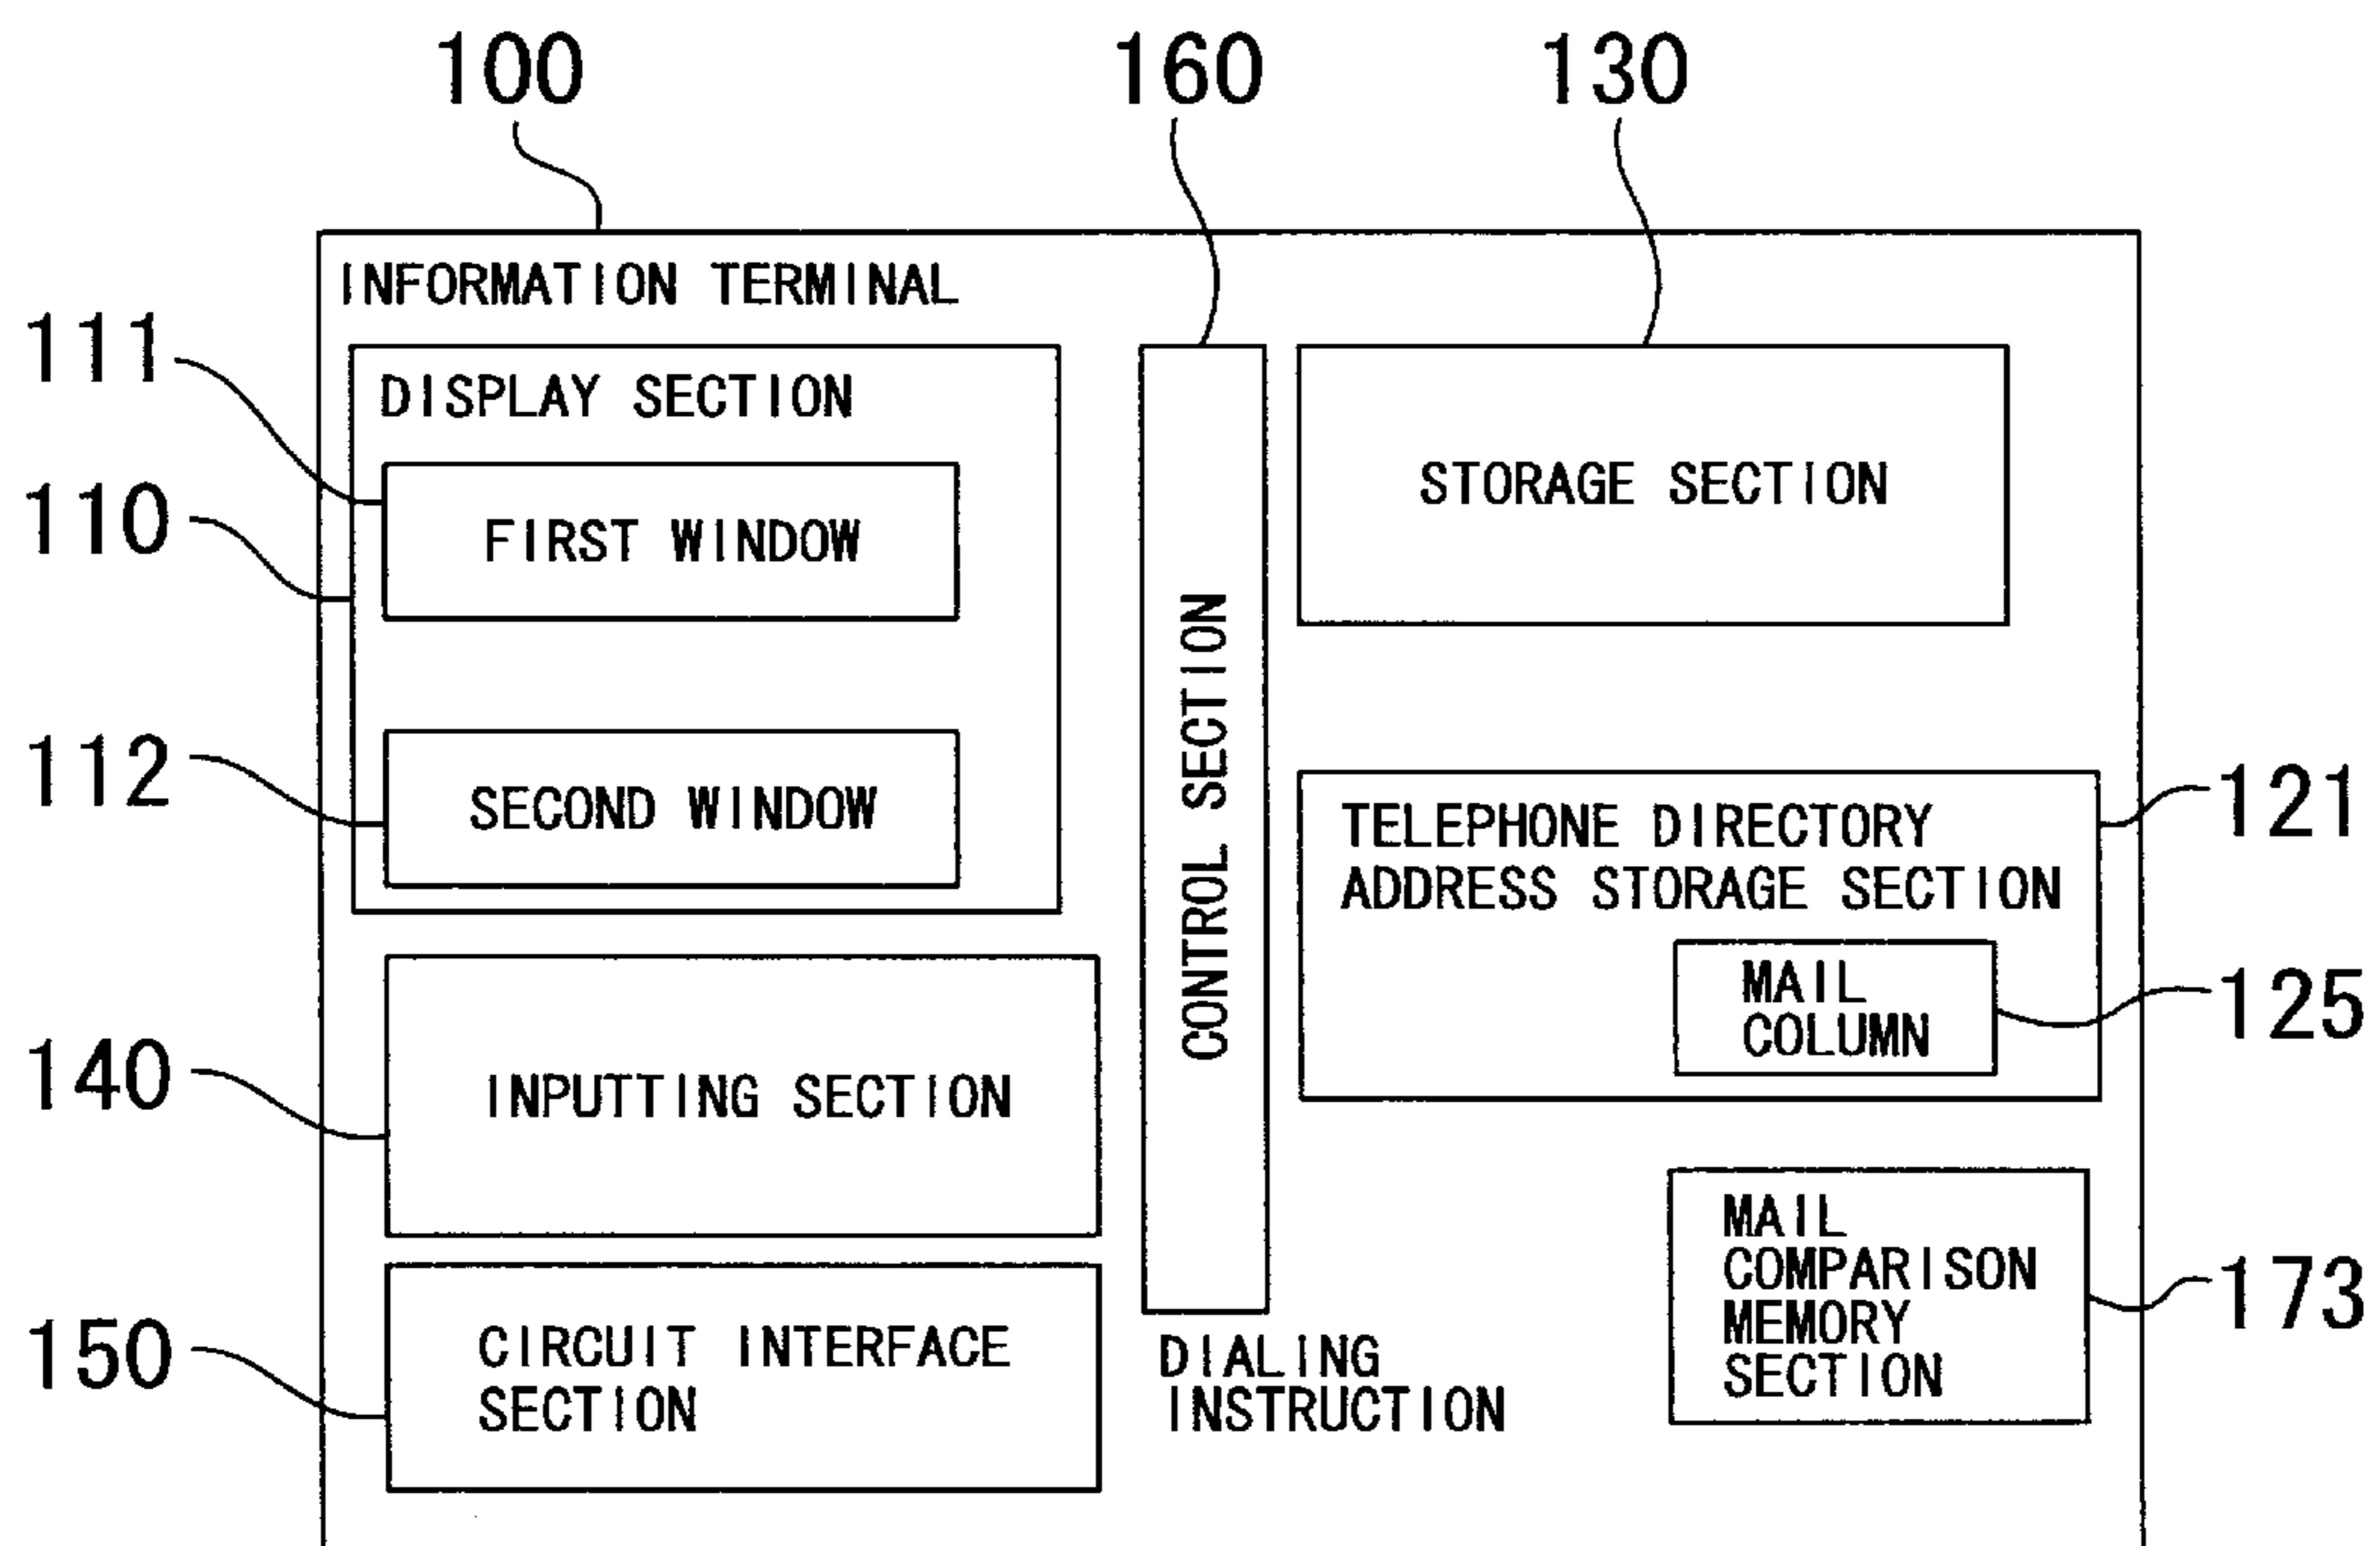 100
160
130
INFORMATION TERMINAL
111
DISPLAY SECTION
110
FIRST WINDOW
STORAGE SECTION
CONTROL SECTION
112
SECOND WINDOW
121
TELEPHONE DIRECTORY
ADDRESS STORAGE SECTION
MAIL
COLUMN
125
140
INPUTTING SECTION
MAIL
COMPARISON
MEMORY
SECTION
173
150
CIRCUIT INTERFACE
SECTION
DIALING
INSTRUCTION